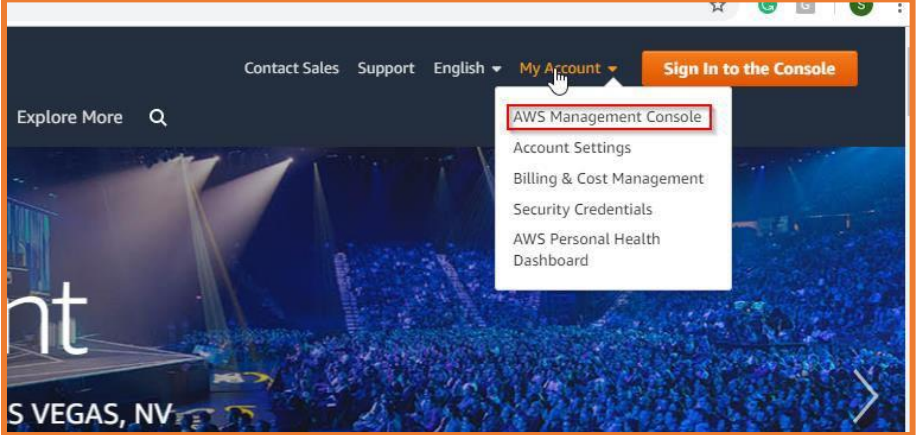 G G S
Contact Sales Support English My Account Sign In to the Console
Explore More
AWS Management Console
Account Settings
Billing & Cost Management
Security Credentials
AWS Personal Health
Dashboard
nt
S VEGAS, NV